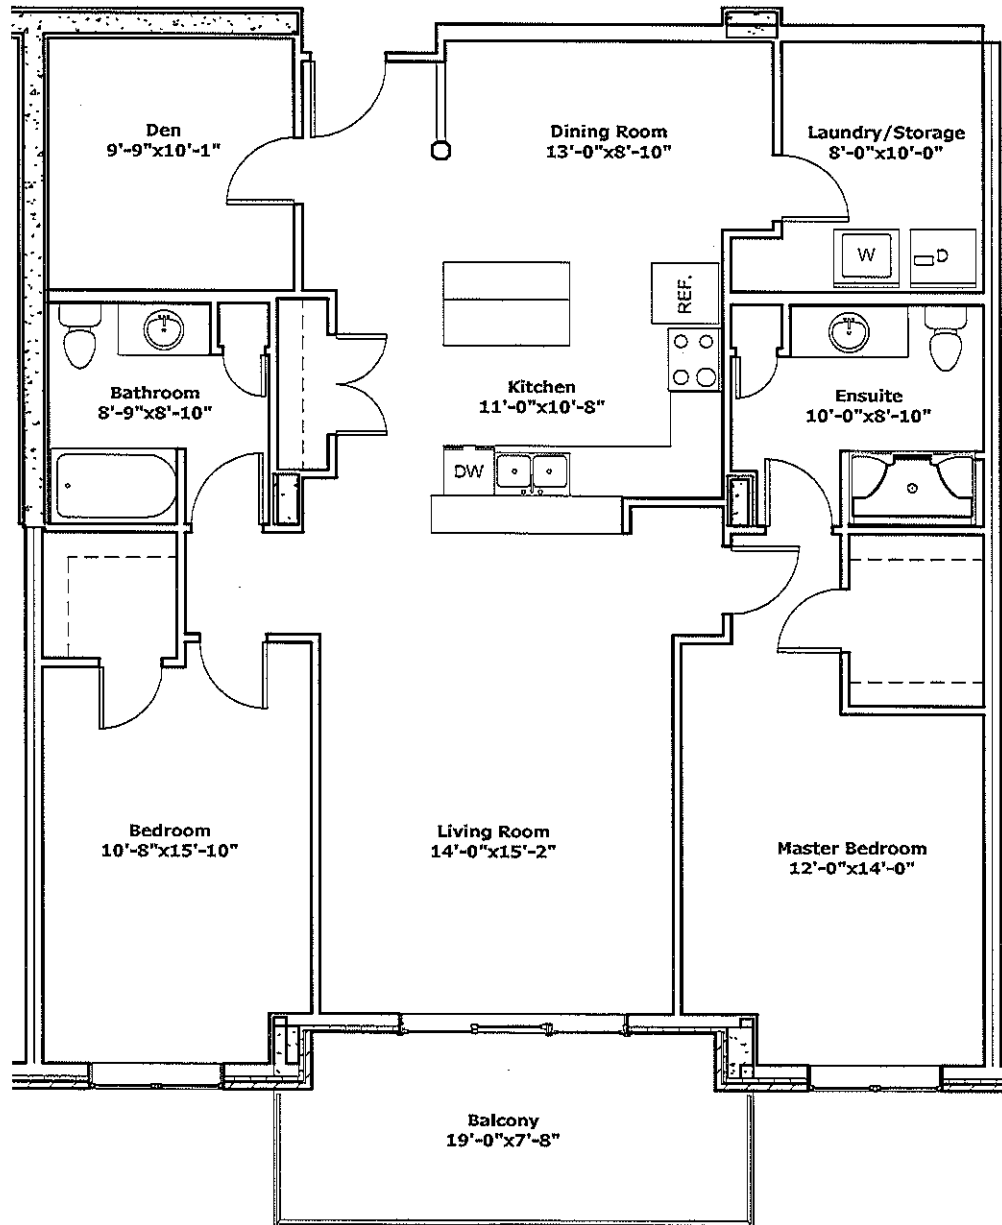 Den
9'-9"x10'-1"
Dining Room
13'-0"x8'-10"
Laundry/Storage
8'-0"x10'-0"
W
D
REF.
Bathroom
8'-9"x8'-10"
Kitchen
11'-0"x10'-8"
Ensuite
10'-0"x8'-10"
DW
Bedroom
10'-8"x15'-10"
Living Room
14'-0"x15'-2"
Master Bedroom
12'-0"x14'-0"
Balcony
19'-0"x7'-8"